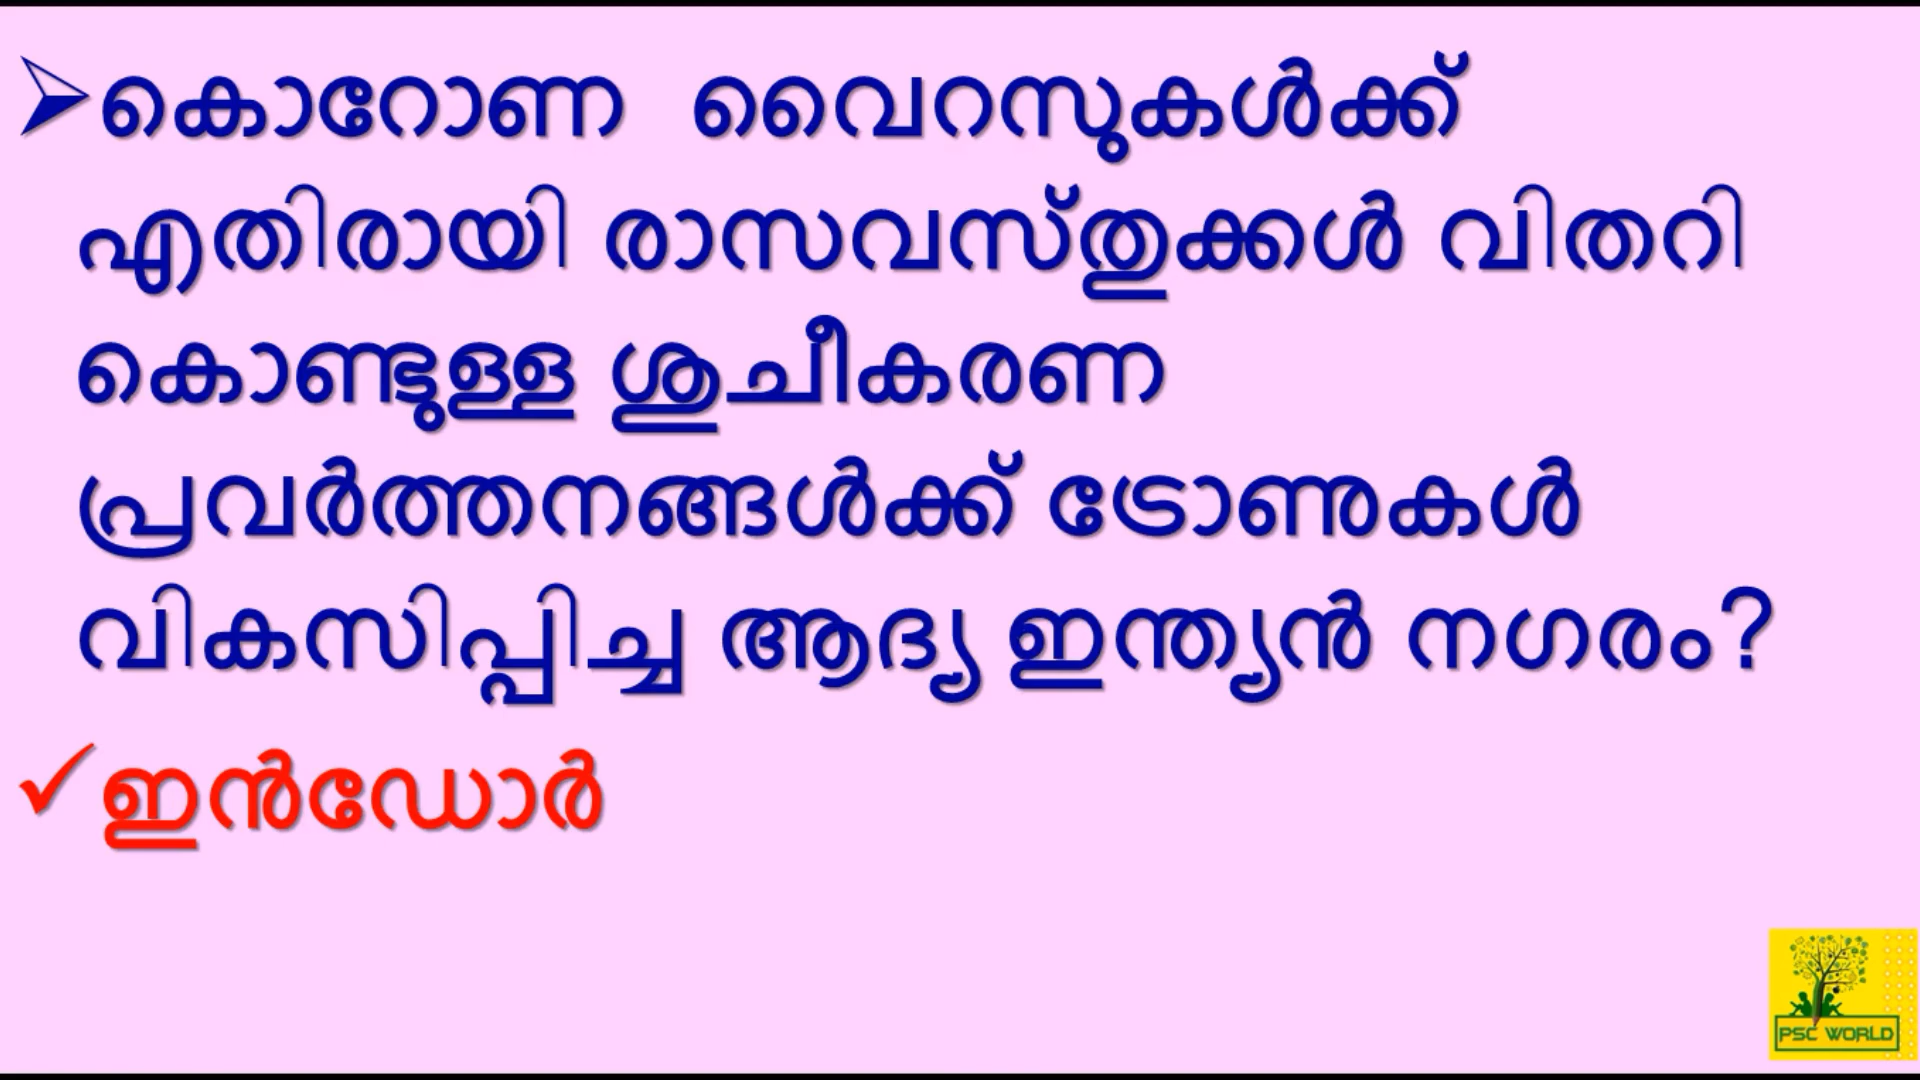 ➢കൊറോണ വൈറസുകൾക്ക്
എതിരായി രാസവസ്തുക്കൾ വിതറി
കൊണ്ടുള്ള ശുചീകരണ
പ്രവർത്തനങ്ങൾക്ക് ട്രോണുകൾ
വികസിപ്പിച്ച ആദ്യ ഇന്ത്യൻ നഗരം?
✓ഇൻഡോർ
PSC WORLD